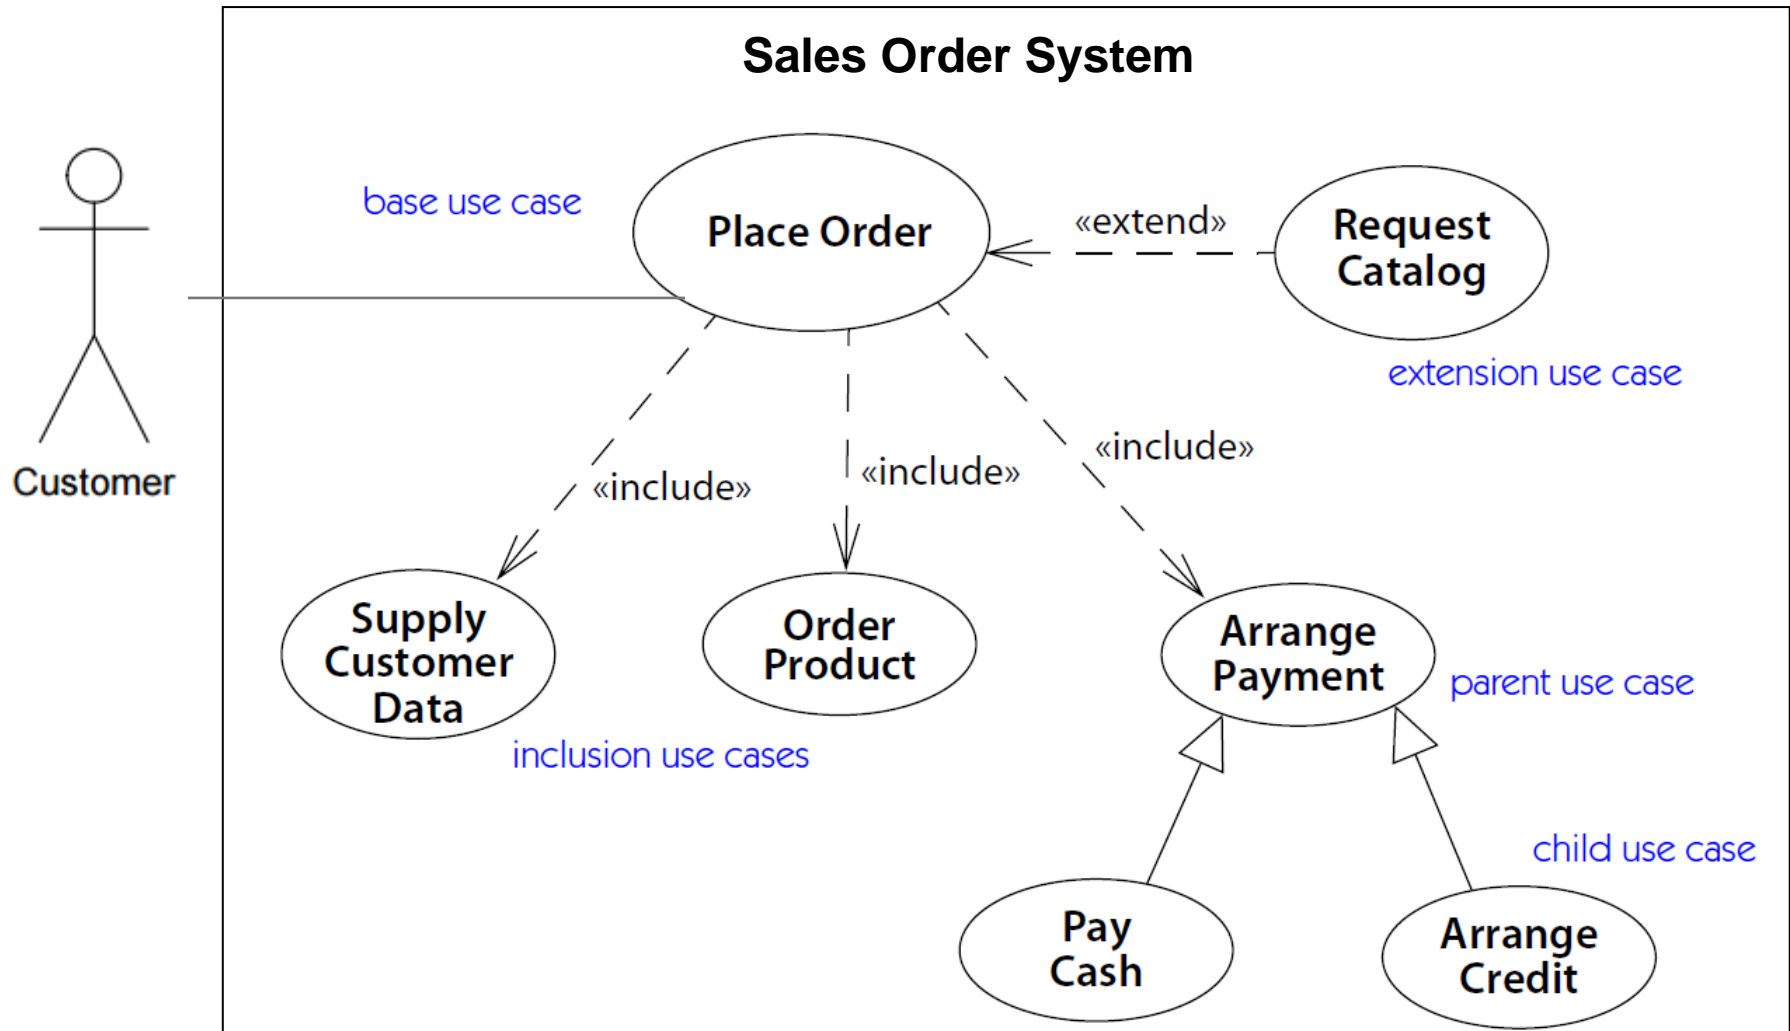 Sales Order System
base use case
Place Order
«extend»
Request
Catalog
extension use case
Customer
«include»
«include»
«include»
Supply
Customer
Data
Order
Product
Arrange
Payment
parent use case
inclusion use cases
child use case
Pay
Cash
Arrange
Credit